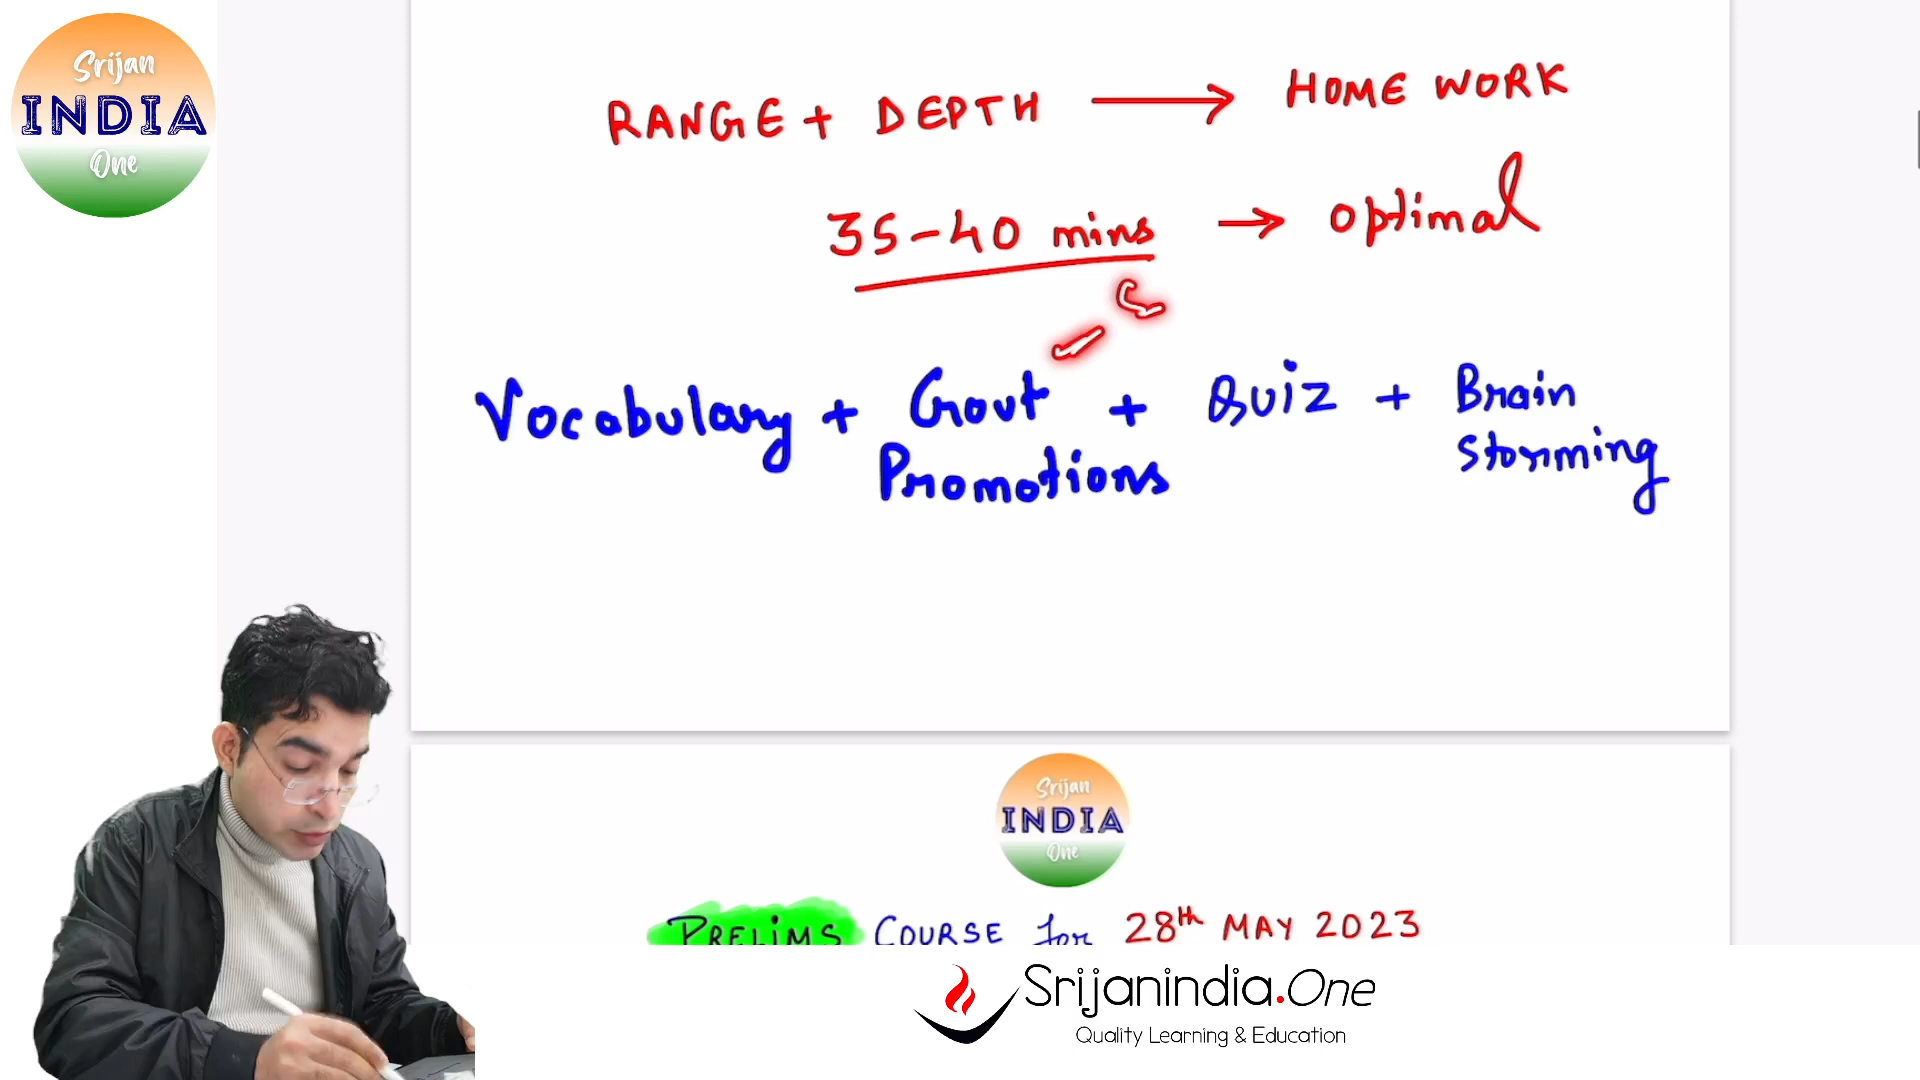 Srijan
INDIA
One
RANGE + DEPTH → HOME WORK
35-40 mins → optimal
Vocabulary + Govt + Quiz + Brain
Promotions storming
Srijan
INDIA
One
PRELIMS COURSE for 28th MAY 2023
Srijanindia.One
Quality Learning & Education